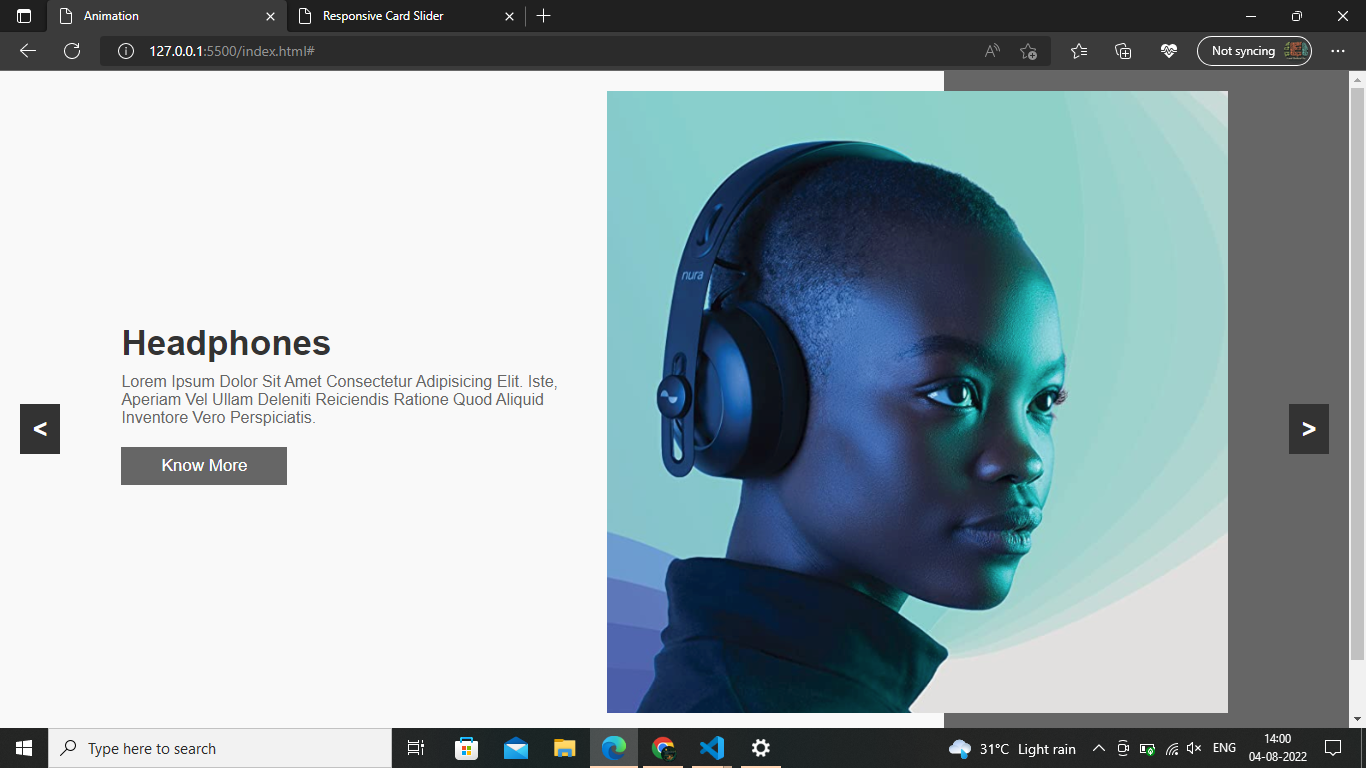 Animation
Responsive Card Slider
127.0.0.1:5500/index.html#
Not syncing
nura
Headphones
Lorem Ipsum Dolor Sit Amet Consectetur Adipisicing Elit. Iste,
Aperiam Vel Ullam Deleniti Reiciendis Ratione Quod Aliquid
Inventore Vero Perspiciatis.
<
>
Know More
Type here to search
31°C Light rain
ENG
14:00
04-08-2022